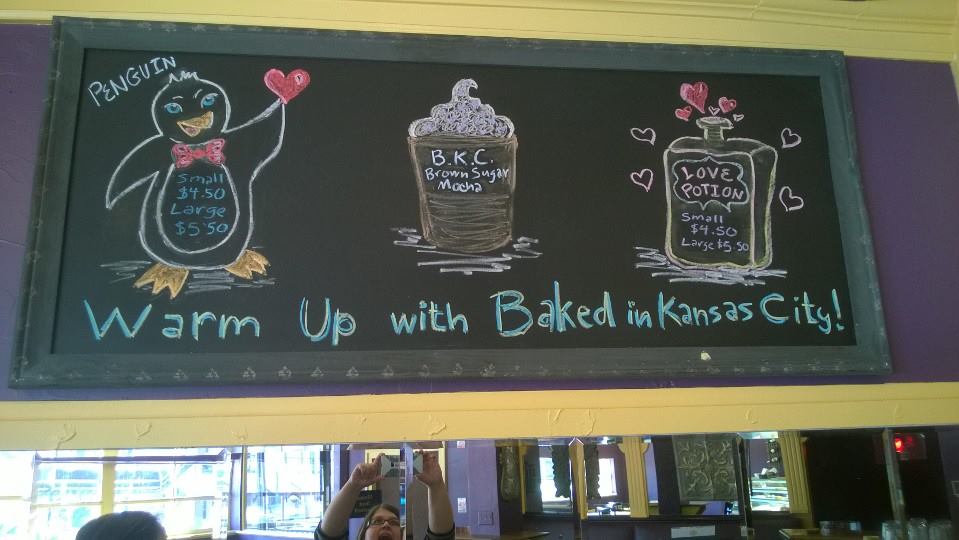 PENGUIN
Small
$4.50
Large
$5.50
B.K.C.
Brown Sugar
Mocha
LOVE
POTION
Small
$4.50
Large $5.50
Warm Up with Baked in Kansas City!